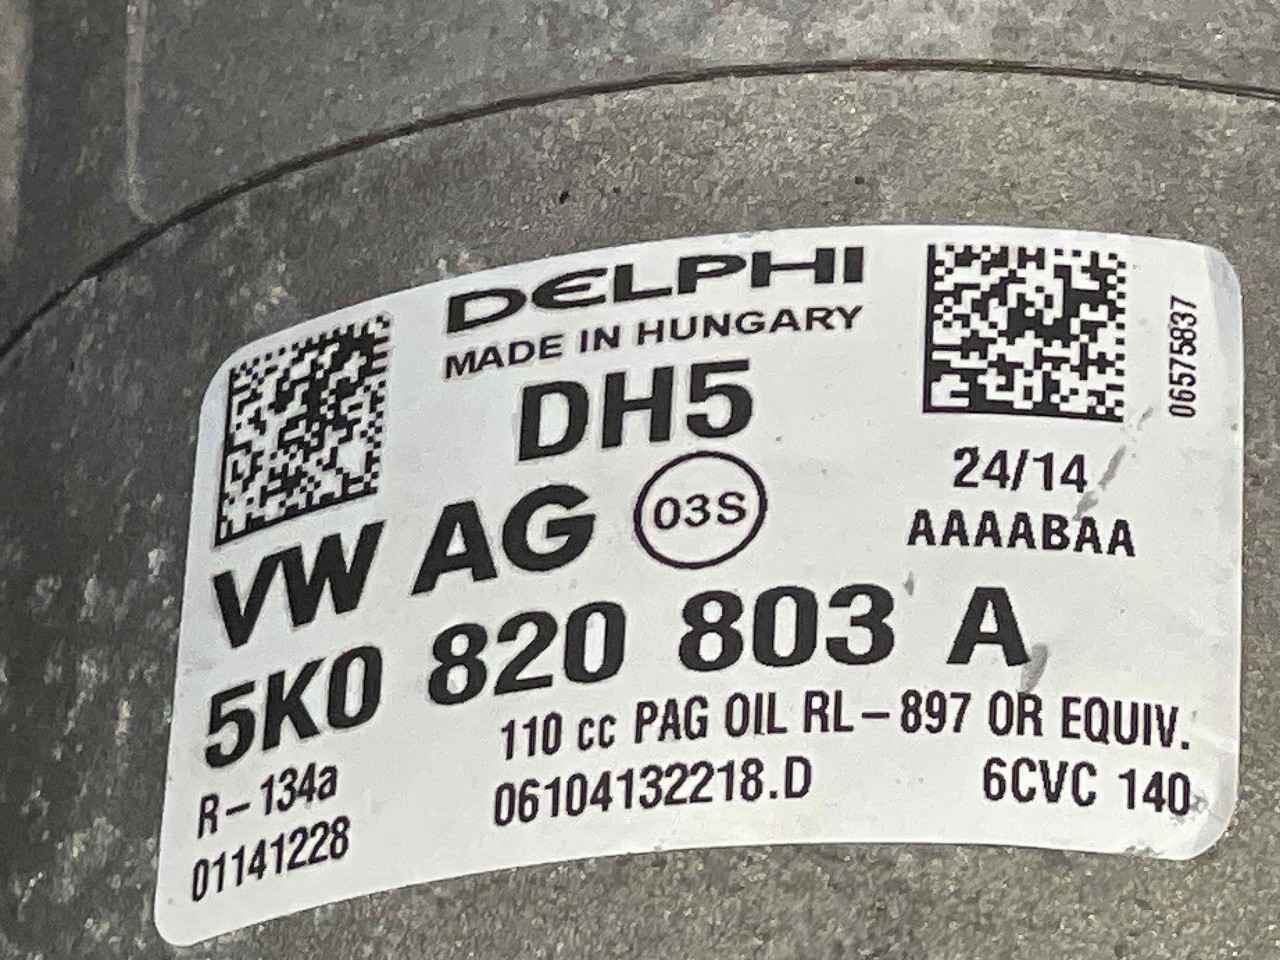 DELPHI
MADE IN HUNGARY
DH5
06575837
24/14
AAAABAA
VW AG 03S
5K0 820 803 A
110 cc PAG OIL RL-897 OR EQUIV.
R-134a
06104132218.D
6CVC 140
01141228